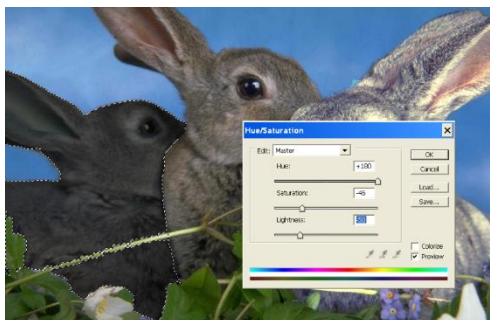 Hue/Saturation
Edit: Master
OK
Hue: +180
Cancel
Saturation: -46
Load...
Save...
Lightness:
Colorize
Preview